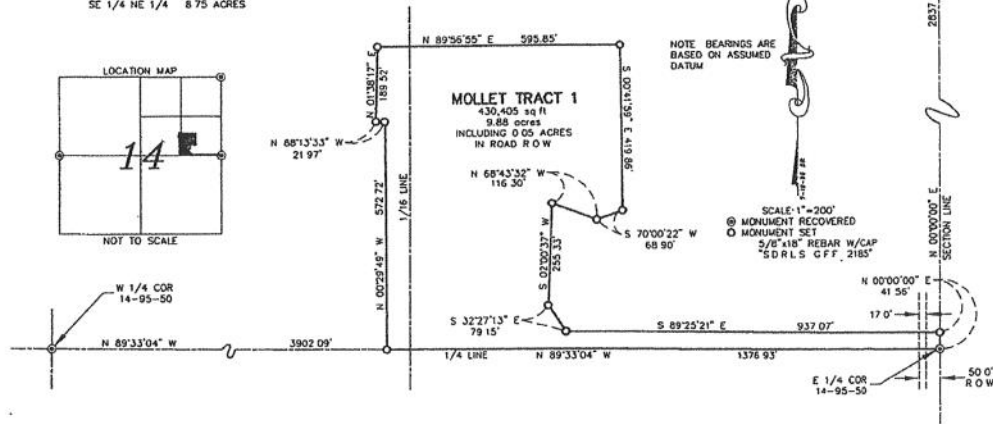 SE 1/4 NE 1/4 8 75 ACRES
LOCATION MAP
14
NOT TO SCALE
N 89°56'55" E 595.85'
N 01°38'17" E
189 52'
N 88°13'33" W
21 97'
MOLLET TRACT 1
430,405 sq ft
9.88 acres
INCLUDING 0 05 ACRES
IN ROAD R O W
S 00°41'59" E 419 86'
NOTE BEARINGS ARE
BASED ON ASSUMED
DATUM
2637.
N 68°43'32" W
116 30'
S 70°00'22" W
68 90'
SCALE 1"=200'
MONUMENT RECOVERED
MONUMENT SET
5/8"x18" REBAR W/CAP
"SDRLS GFF 2185"
N 00°00'00" E
SECTION LINE
N 00°00'00" E
41 56'
17 0'
572 72'
N 00°29'49" W
1/16 LINE
S 02°00'37" W
255 33'
S 32°27'13" E
79 15'
S 89°25'21" E 937 07'
W 1/4 COR
14-95-50
N 89°33'04" W 3902 09'
1/4 LINE N 89°33'04" W 1376 93'
E 1/4 COR
14-95-50
50 0'
R O W